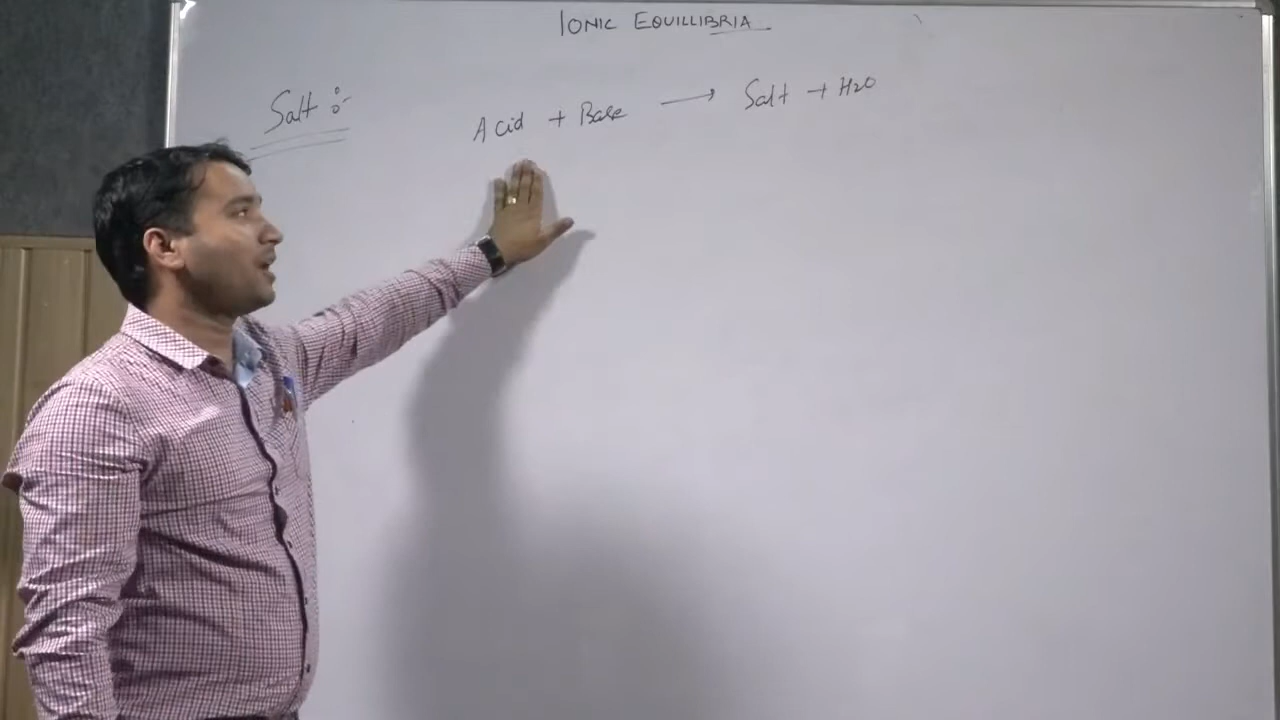 IONIC EQUILLIBRIA
Salt :-
Acid + Base → Salt + H2O